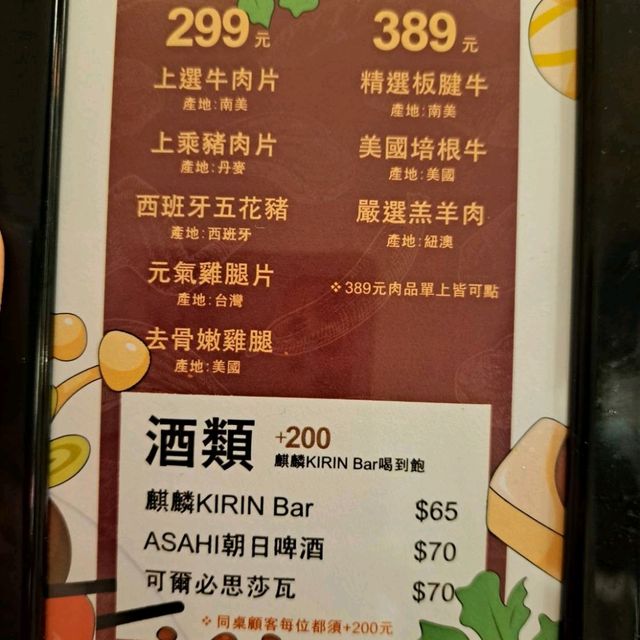 299元
上選牛肉片
產地:南美
上乘豬肉片
產地:丹麥
西班牙五花豬
產地:西班牙
元氣雞腿片
產地:台灣
去骨嫩雞腿
產地:美國
389元
精選板腱牛
產地:南美
美國培根牛
產地:美國
嚴選羔羊肉
產地:紐澳
❖389元肉品單上皆可點
酒類 +200
麒麟KIRIN Bar喝到飽
麒麟KIRIN Bar $65
ASAHI朝日啤酒 $70
可爾必思莎瓦 $70
❖同桌顧客每位都須+200元